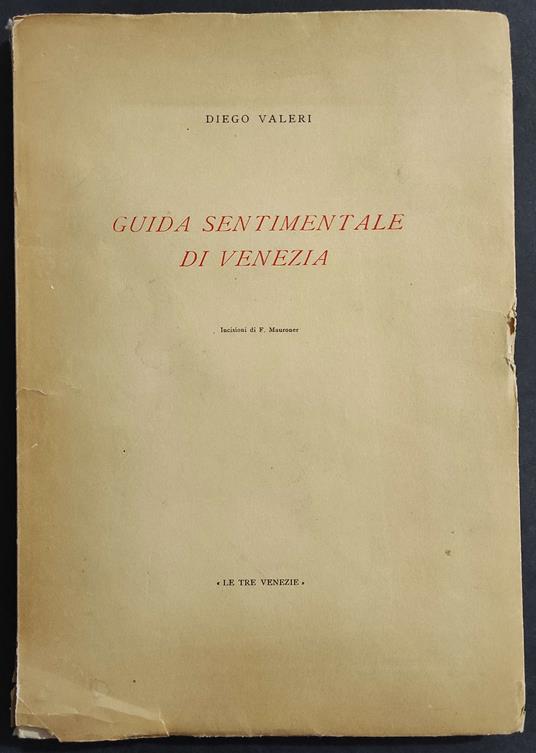 DIEGO VALERI
GUIDA SENTIMENTALE
DI VENEZIA
Incisioni di F. Mauroner
« LE TRE VENEZIE »